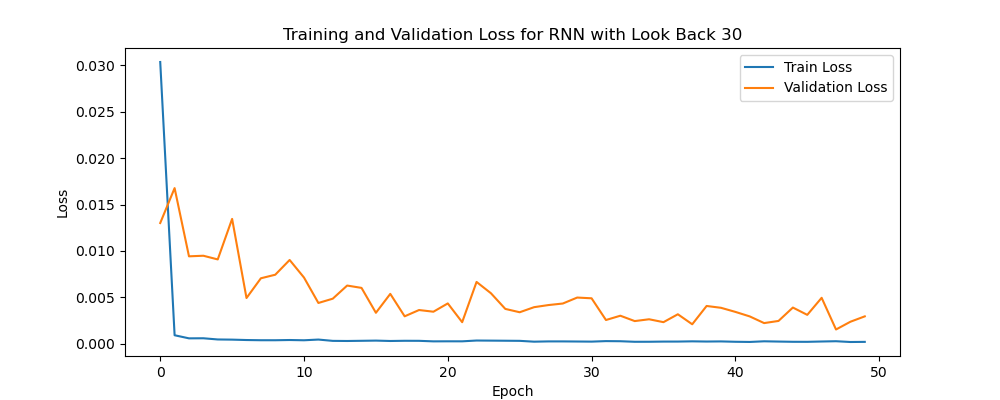 Training and Validation Loss for RNN with Look Back 30
Train Loss
Validation Loss
0.030
0.025
0.020
0.015
0.010
0.005
0.000
Loss
0 10 20 30 40 50
Epoch